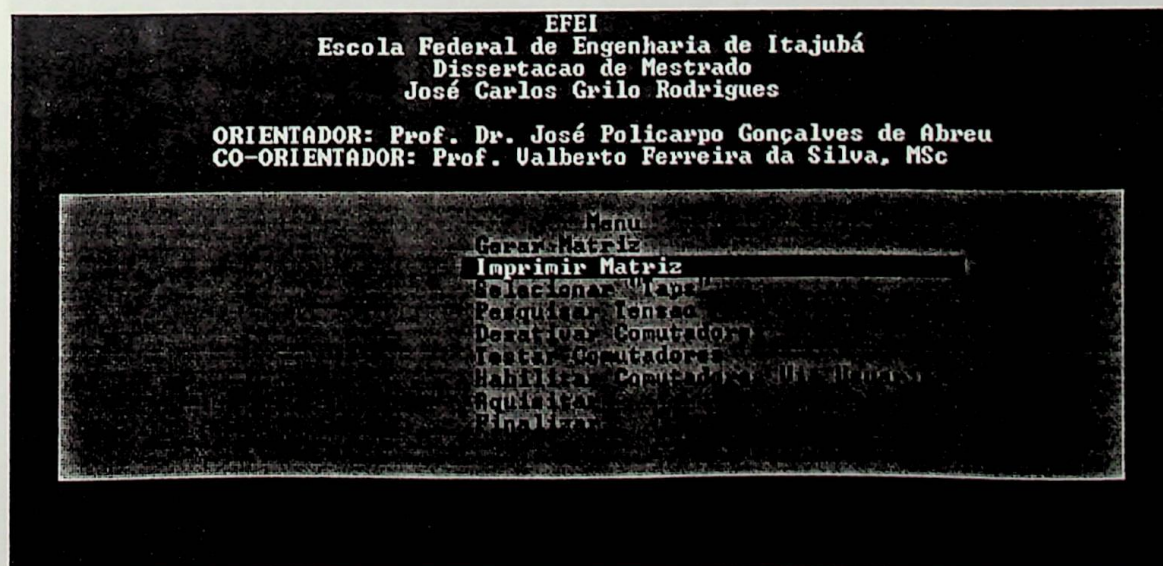 EFEI
Escola Federal de Engenharia de Itajubá
Dissertacao de Mestrado
José Carlos Grilo Rodrigues
ORIENTADOR: Prof. Dr. José Policarpo Gonçalves de Abreu
CO-ORIENTADOR: Prof. Valberto Ferreira da Silva, MSc
Menu
Gerar Matriz
Imprimir Matriz
Relacionar "Taps"
Pesquisar Tensao
Desativar
Testar Comutadores
Finalizar